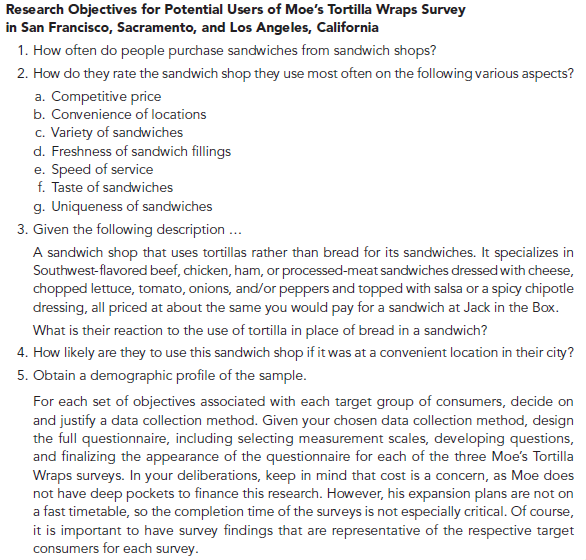 Research Objectives for Potential Users of Moe's Tortilla Wraps Survey
in San Francisco, Sacramento, and Los Angeles, California
1. How often do people purchase sandwiches from sandwich shops?
2. How do they rate the sandwich shop they use most often on the following various aspects?
a. Competitive price
b. Convenience of locations
c. Variety of sandwiches
d. Freshness of sandwich fillings
e. Speed of service
f. Taste of sandwiches
g. Uniqueness of sandwiches
3. Given the following description …
A sandwich shop that uses tortillas rather than bread for its sandwiches. It specializes in
Southwest-flavored beef, chicken, ham, or processed-meat sandwiches dressed with cheese,
chopped lettuce, tomato, onions, and/or peppers and topped with salsa or a spicy chipotle
dressing, all priced at about the same you would pay for a sandwich at Jack in the Box.
What is their reaction to the use of tortilla in place of bread in a sandwich?
4. How likely are they to use this sandwich shop if it was at a convenient location in their city?
5. Obtain a demographic profile of the sample.
For each set of objectives associated with each target group of consumers, decide on
and justify a data collection method. Given your chosen data collection method, design
the full questionnaire, including selecting measurement scales, developing questions,
and finalizing the appearance of the questionnaire for each of the three Moe's Tortilla
Wraps surveys. In your deliberations, keep in mind that cost is a concern, as Moe does
not have deep pockets to finance this research. However, his expansion plans are not on
a fast timetable, so the completion time of the surveys is not especially critical. Of course,
it is important to have survey findings that are representative of the respective target
consumers for each survey.